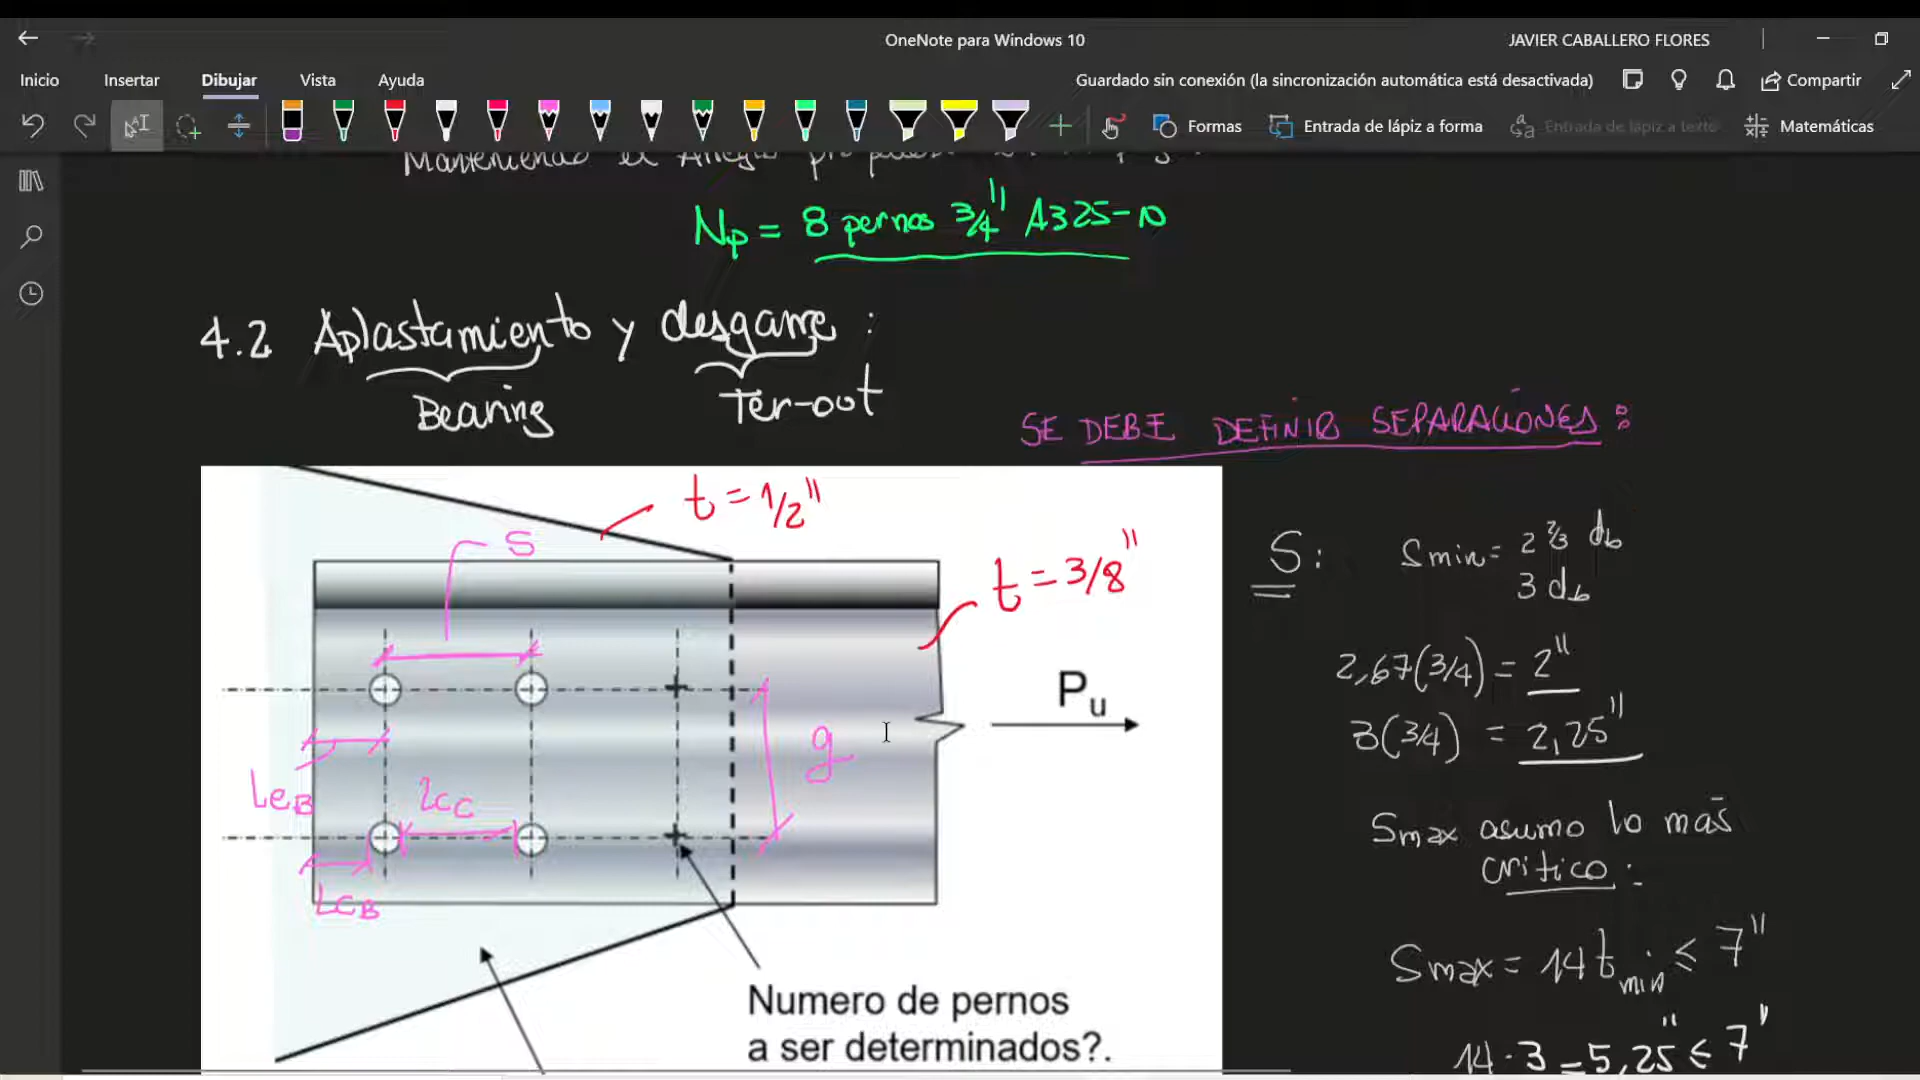 OneNote para Windows 10
JAVIER CABALLERO FLORES
Inicio Insertar Dibujar Vista Ayuda
Guardado sin conexión (la sincronización automática está desactivada)
Compartir
Formas
Entrada de lápiz a forma
Entrada de lápiz a texto
Matemáticas
Np = 8 pernos 3/4" A325-N
4.2 Aplastamiento y desgarre :
Bearing
Ter-out
SE DEBE DEFINIR SEPARACIONES :
t = 1/2"
S
t = 3/8"
Pu
g
LeB
Lcc
LcB
Numero de pernos
a ser determinados?.
S: Smin = 2 2/3 db
3 db
2,67(3/4) = 2"
3(3/4) = 2,25"
Smax asumo lo mas
critico :
Smax = 14 tmin ≤ 7"
14 · 3 = 5,25" ≤ 7"